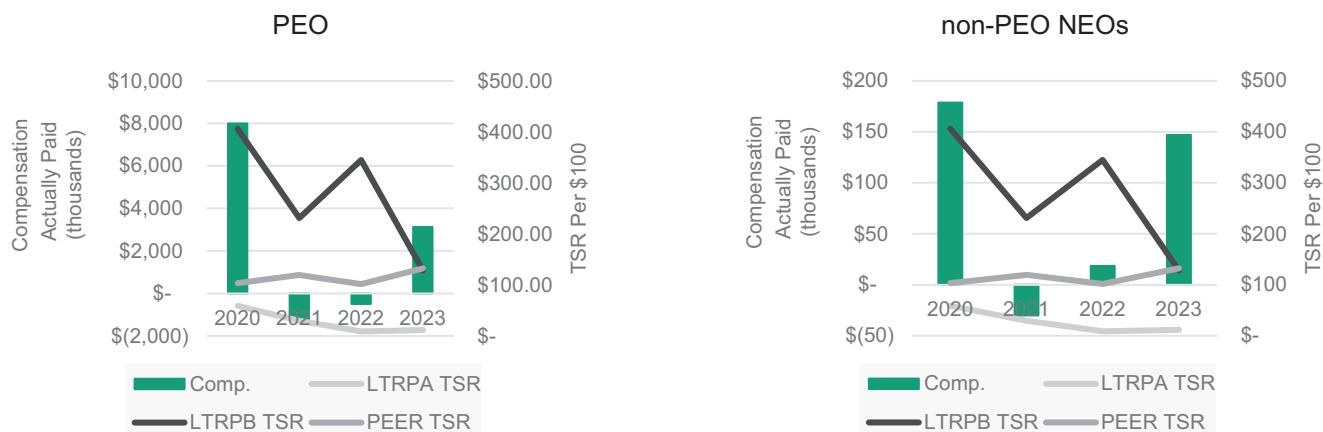 PEO
$10,000
$8,000
$6,000
$4,000
$2,000
$-
$(2,000)
Compensation
Actually Paid
(thousands)
$500.00
$400.00
$300.00
$200.00
$100.00
$-
TSR Per $100
2020 2021 2022 2023
Comp. LTRPA TSR
LTRPB TSR PEER TSR
non-PEO NEOs
$200
$150
$100
$50
$-
$(50)
Compensation
Actually Paid
(thousands)
$500
$400
$300
$200
$100
$-
TSR Per $100
2020 2021 2022 2023
Comp. LTRPA TSR
LTRPB TSR PEER TSR